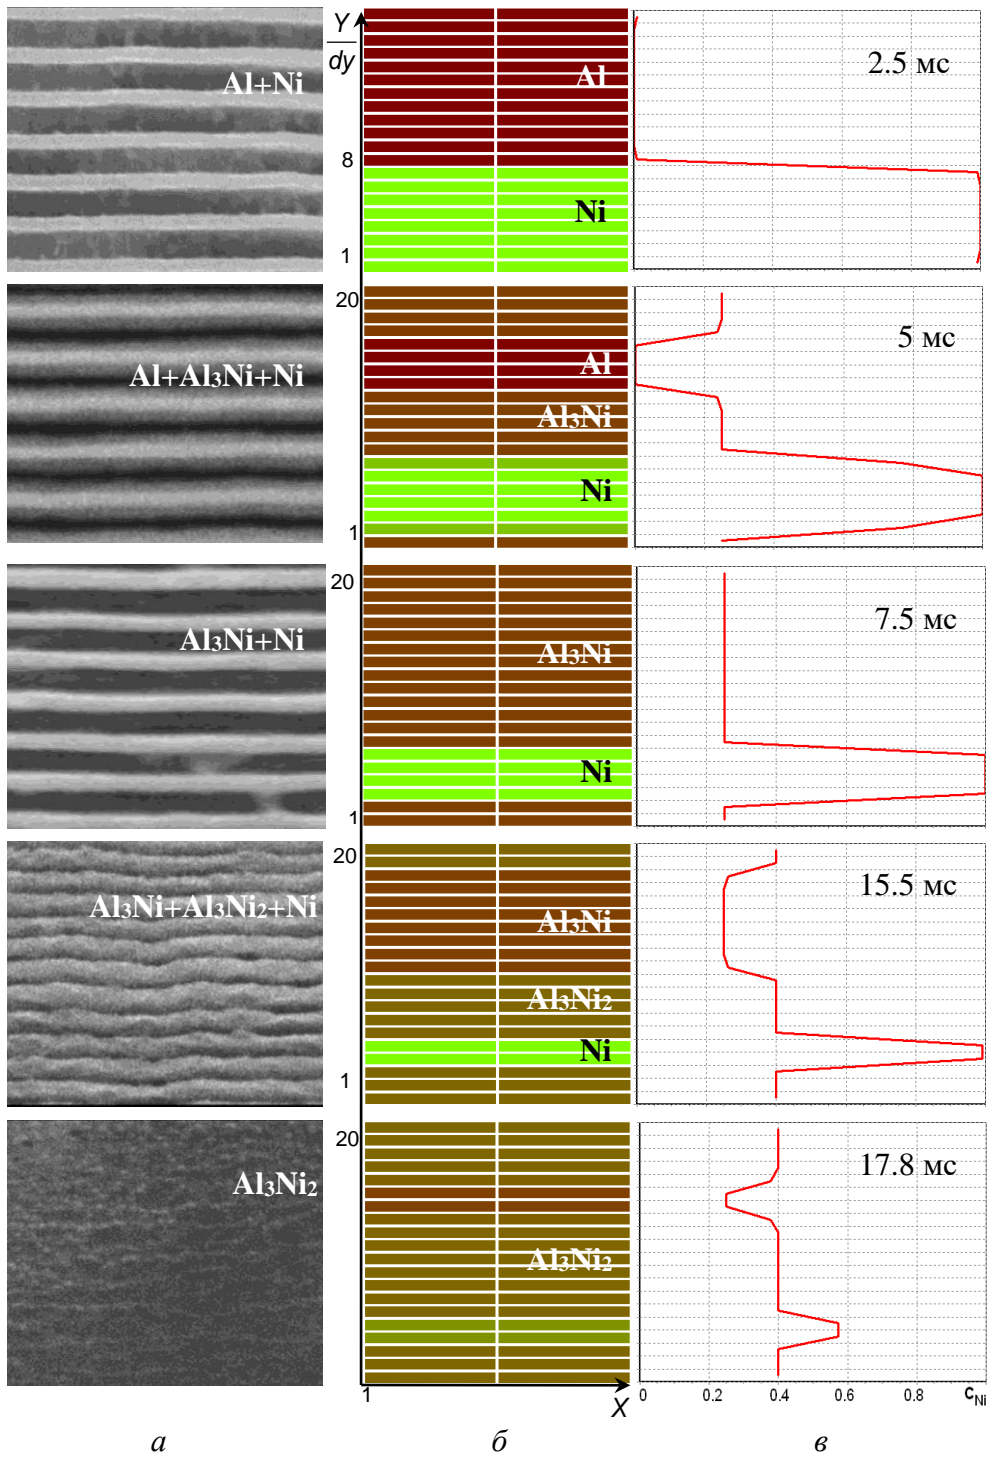 Y
dy
Al+Ni
Al
2.5 мс
8
Ni
1
20
5 мс
Al+Al₃Ni+Ni
Al
Al₃Ni
Ni
1
20
7.5 мс
Al₃Ni+Ni
Al₃Ni
Ni
1
20
15.5 мс
Al₃Ni+Al₃Ni₂+Ni
Al₃Ni
Al₃Ni₂
Ni
1
20
17.8 мс
Al₃Ni₂
Al₃Ni₂
1
X
0 0.2 0.4 0.6 0.8 c_Ni
а б в